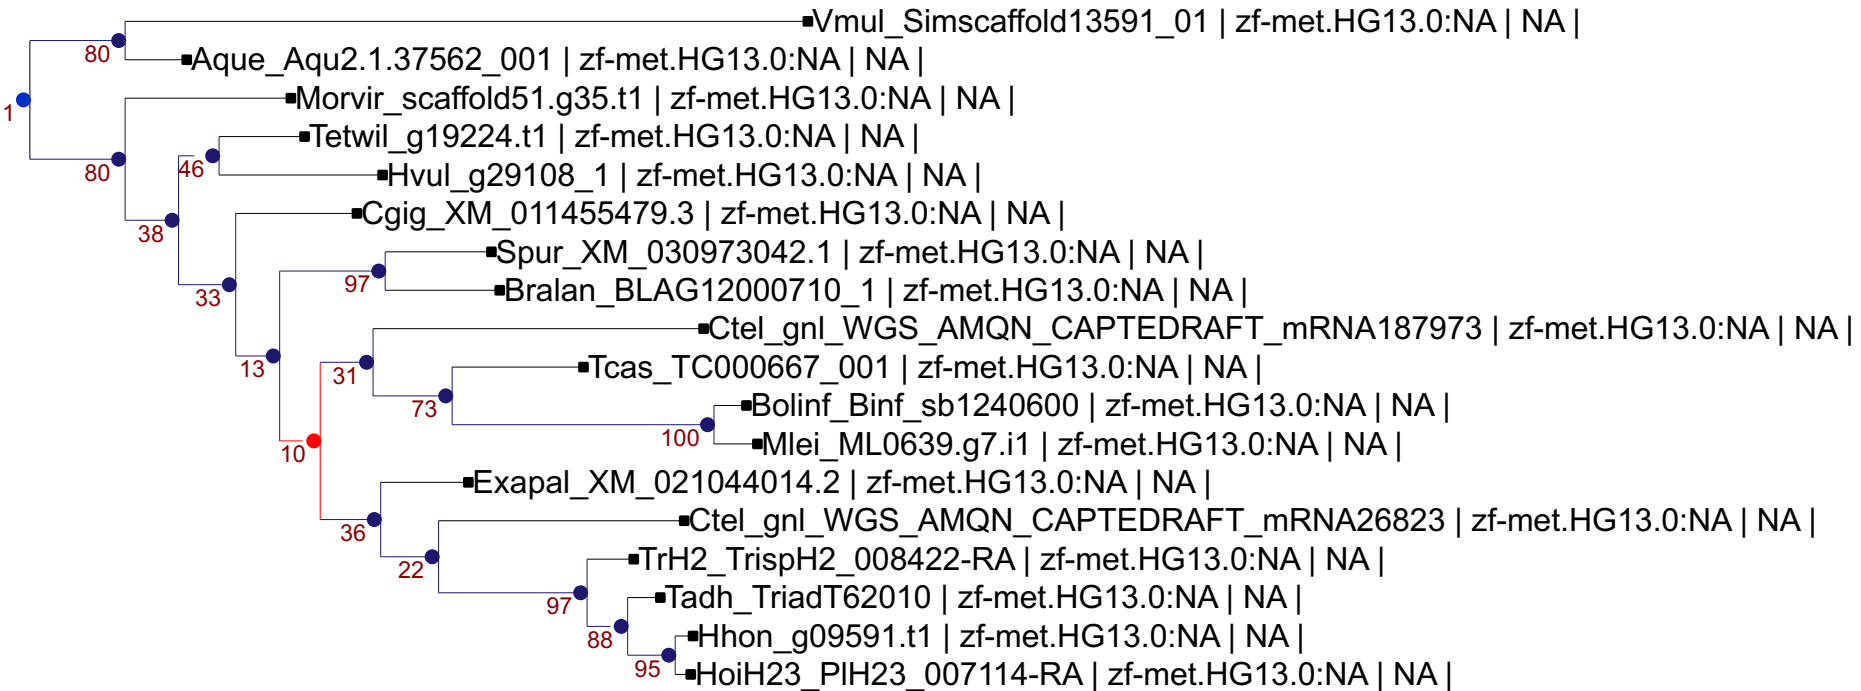 Vmul_Simscaffold13591_01 | zf-met.HG13.0:NA | NA |
80
Aque_Aqu2.1.37562_001 | zf-met.HG13.0:NA | NA |
1
Morvir_scaffold51.g35.t1 | zf-met.HG13.0:NA | NA |
Tetwil_g19224.t1 | zf-met.HG13.0:NA | NA |
80
46
Hvul_g29108_1 | zf-met.HG13.0:NA | NA |
Cgig_XM_011455479.3 | zf-met.HG13.0:NA | NA |
38
Spur_XM_030973042.1 | zf-met.HG13.0:NA | NA |
97
33
Bralan_BLAG12000710_1 | zf-met.HG13.0:NA | NA |
Ctel_gnl_WGS_AMQN_CAPTEDRAFT_mRNA187973 | zf-met.HG13.0:NA | NA |
13
31
Tcas_TC000667_001 | zf-met.HG13.0:NA | NA |
73
Bolinf_Binf_sb1240600 | zf-met.HG13.0:NA | NA |
100
10
Mlei_ML0639.g7.i1 | zf-met.HG13.0:NA | NA |
Exapal_XM_021044014.2 | zf-met.HG13.0:NA | NA |
36
Ctel_gnl_WGS_AMQN_CAPTEDRAFT_mRNA26823 | zf-met.HG13.0:NA | NA |
22
TrH2_TrispH2_008422-RA | zf-met.HG13.0:NA | NA |
97
Tadh_TriadT62010 | zf-met.HG13.0:NA | NA |
88
Hhon_g09591.t1 | zf-met.HG13.0:NA | NA |
95
HoiH23_PlH23_007114-RA | zf-met.HG13.0:NA | NA |